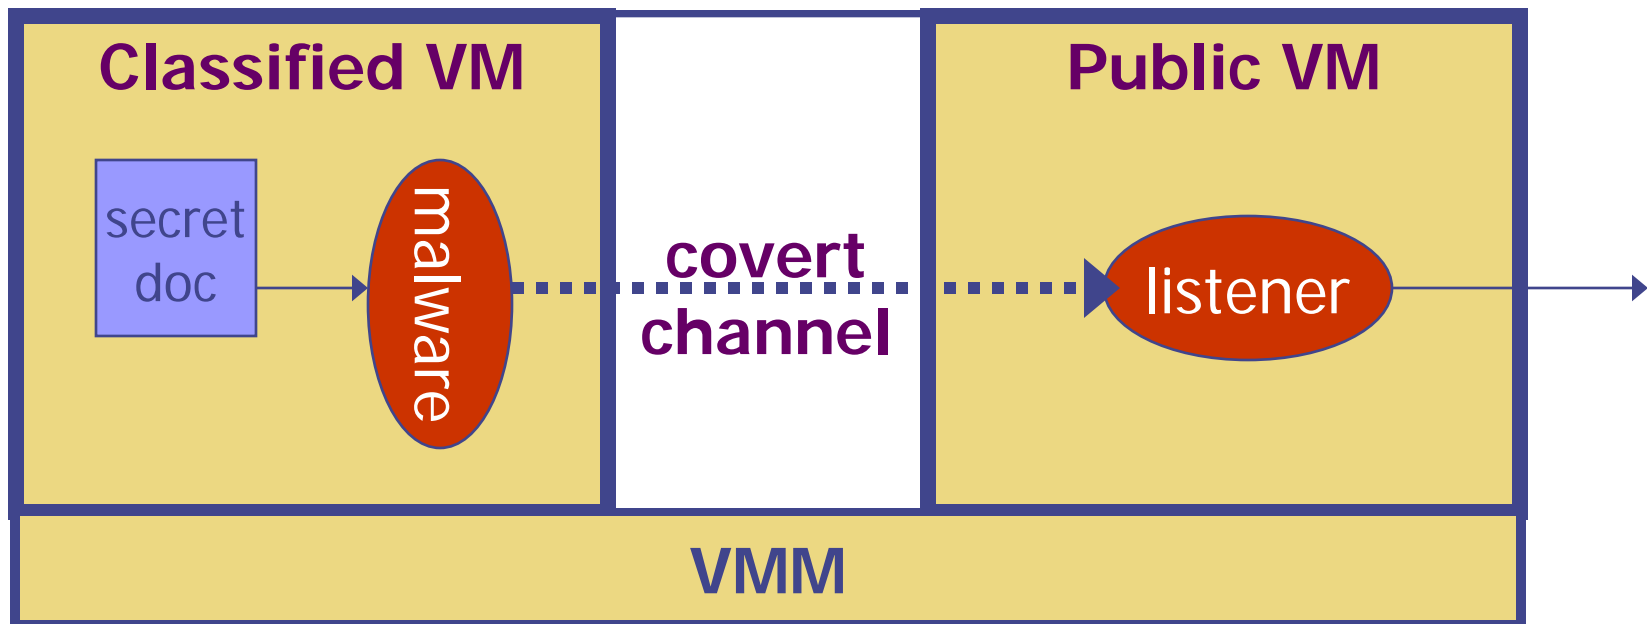 Classified VM
secret
doc
malware
covert
channel
Public VM
listener
VMM